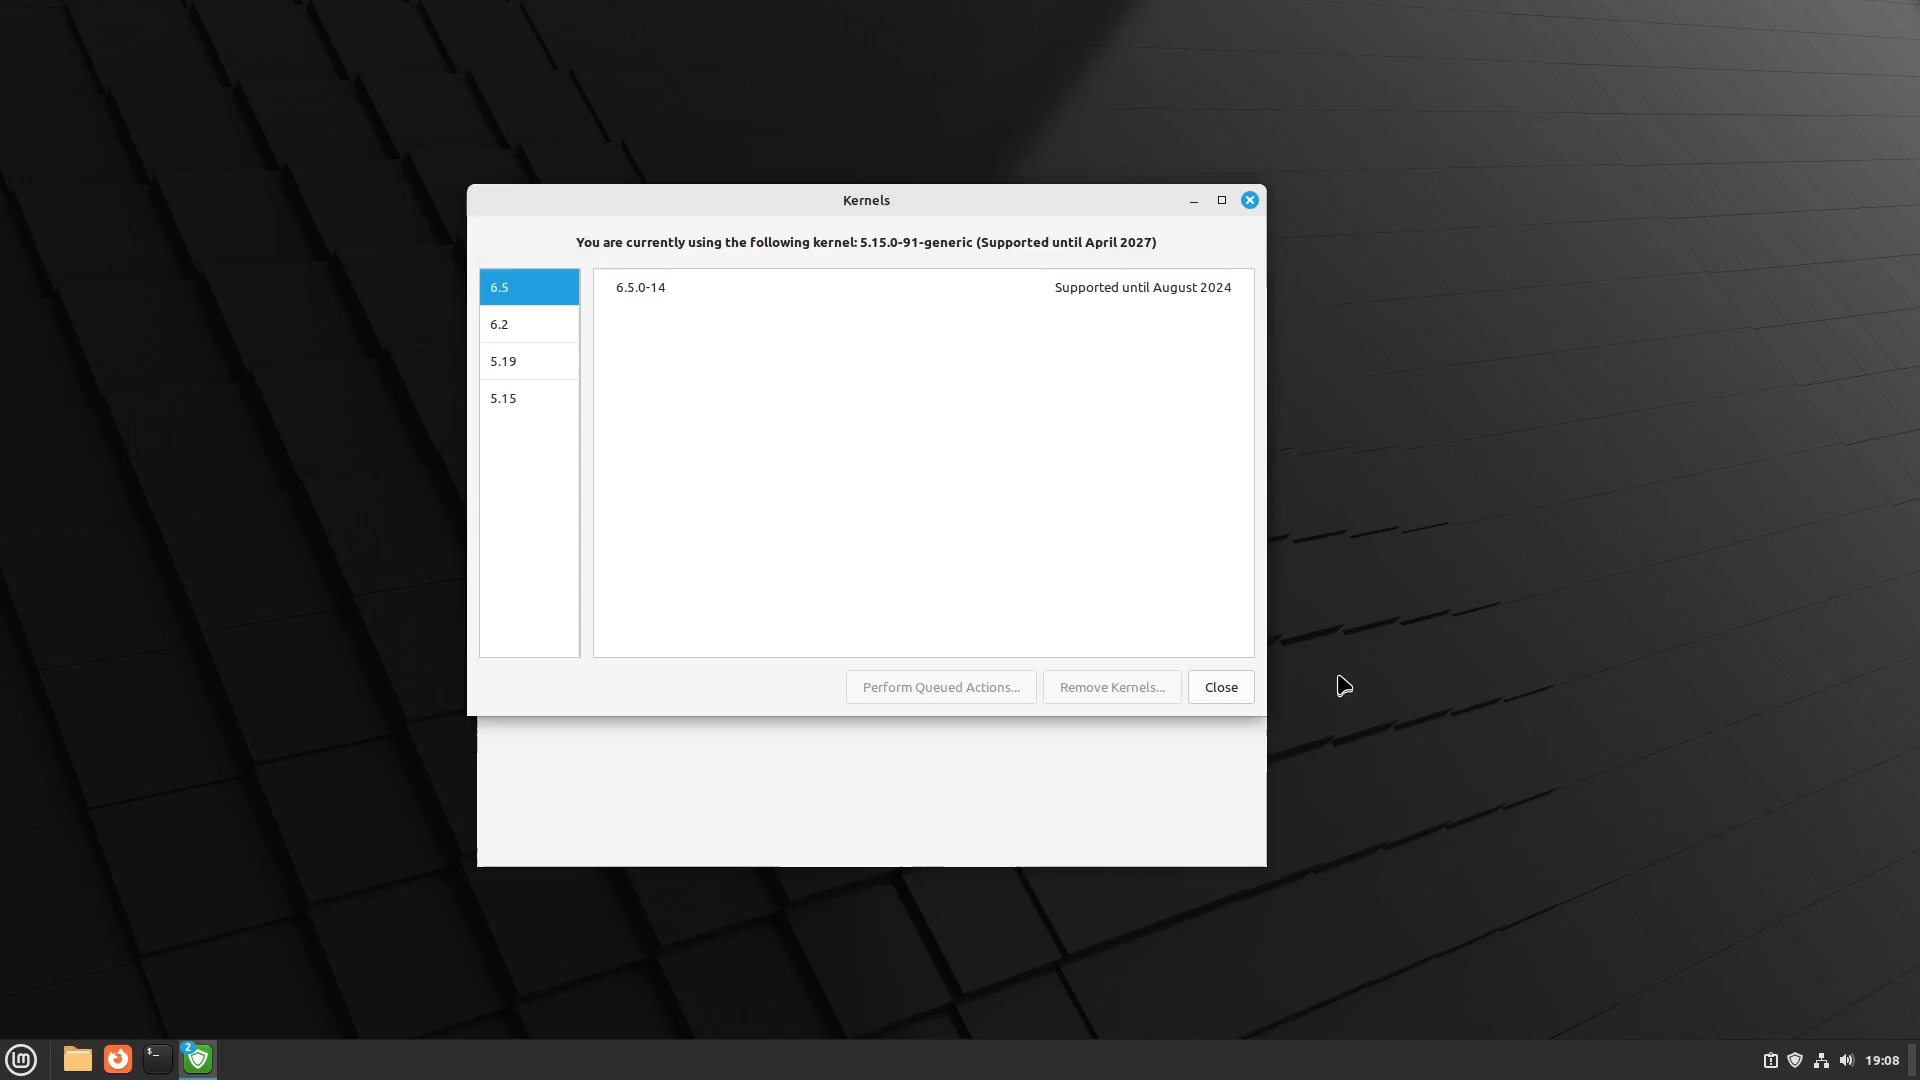 Kernels
You are currently using the following kernel: 5.15.0-91-generic (Supported until April 2027)
6.5
6.2
5.19
5.15
6.5.0-14 Supported until August 2024
Perform Queued Actions... Remove Kernels... Close
lm $_ 2 19:08